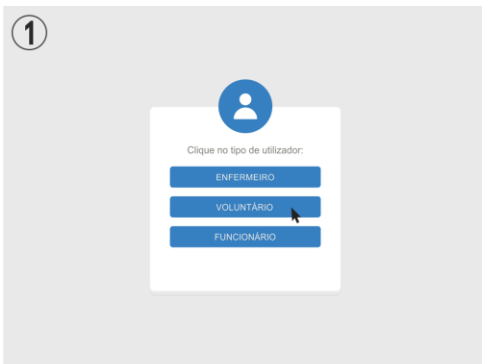 1
Clique no tipo de utilizador:
ENFERMEIRO
VOLUNTÁRIO
FUNCIONÁRIO